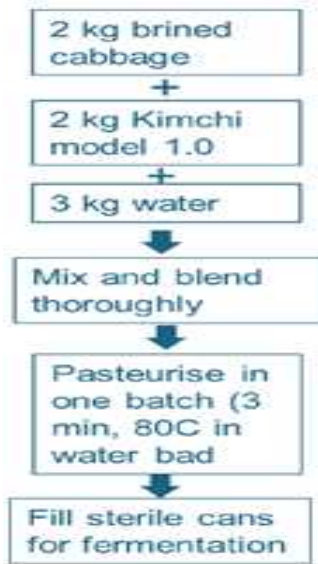 2 kg brined
cabbage
+
2 kg Kimchi
model 1.0
+
3 kg water
Mix and blend
thoroughly
Pasteurise in
one batch (3
min, 80C in
water bad
Fill sterile cans
for fermentation